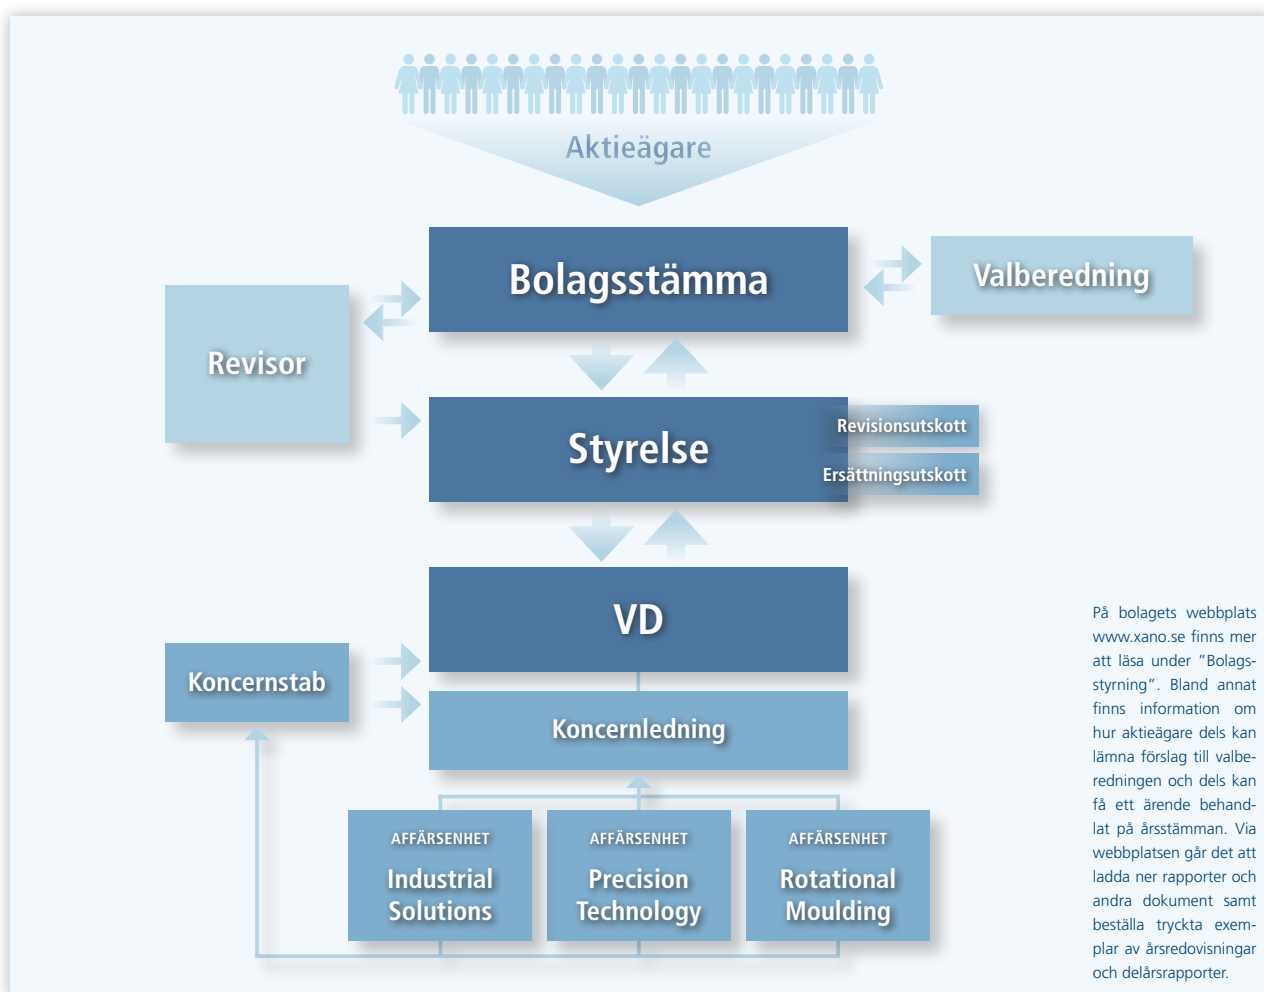 Aktieägare
Bolagsstämma
Valberedning
Revisor
Styrelse
Revisionsutskott
Ersättningsutskott
VD
Koncernstab
Koncernledning
AFFÄRSENHET
Industrial
Solutions
AFFÄRSENHET
Precision
Technology
AFFÄRSENHET
Rotational
Moulding
På bolagets webbplats
www.xano.se finns mer
att läsa under ”Bolags-
styrning”. Bland annat
finns information om
hur aktieägare dels kan
lämna förslag till valbe-
redningen och dels kan
få ett ärende behand-
lat på årsstämman. Via
webbplatsen går det att
ladda ner rapporter och
andra dokument samt
beställa tryckta exem-
plar av årsredovisningar
och delårsrapporter.